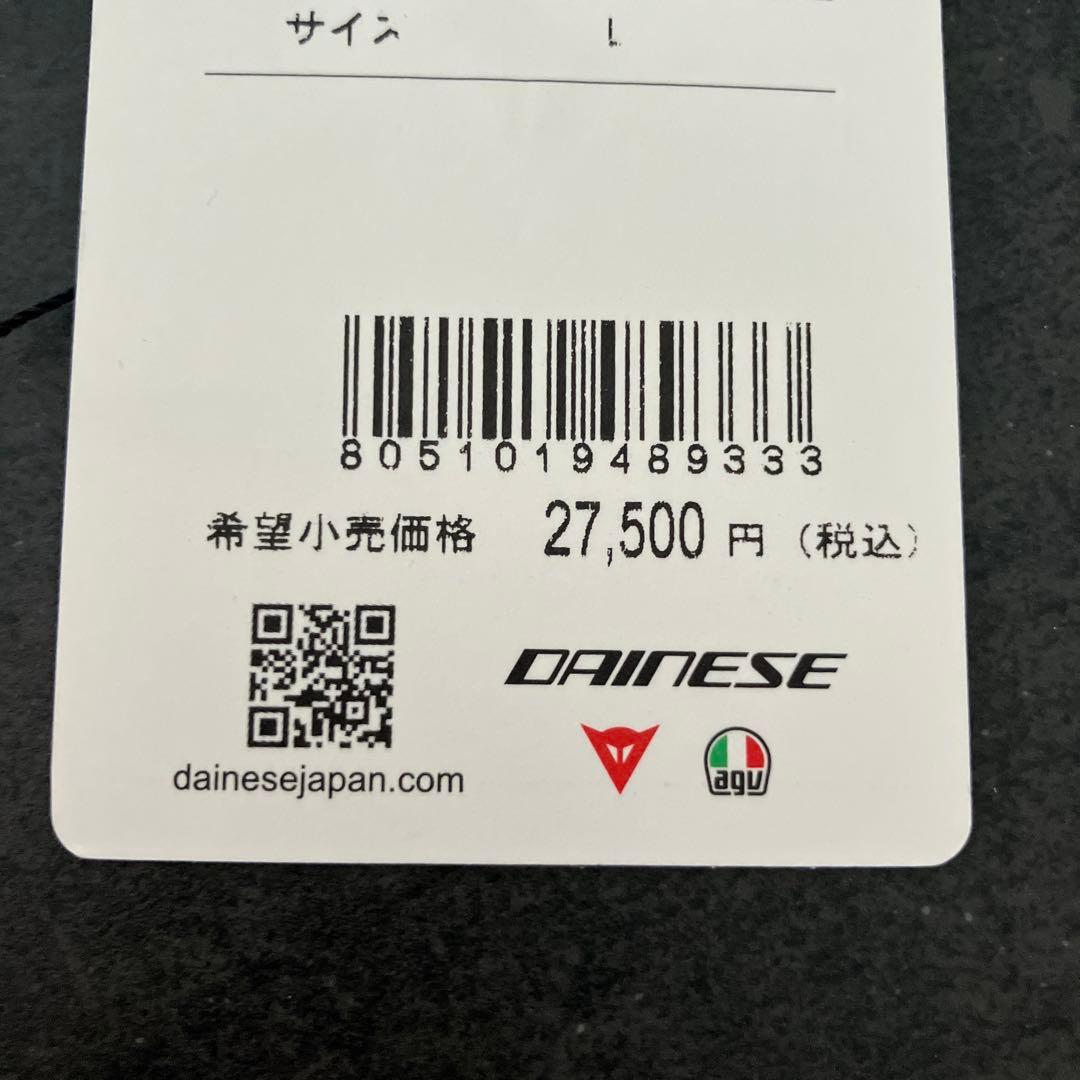 サイズ L
8051019489333
希望小売価格 27,500 円 (税込)
DAINESE
agv
dainesejapan.com